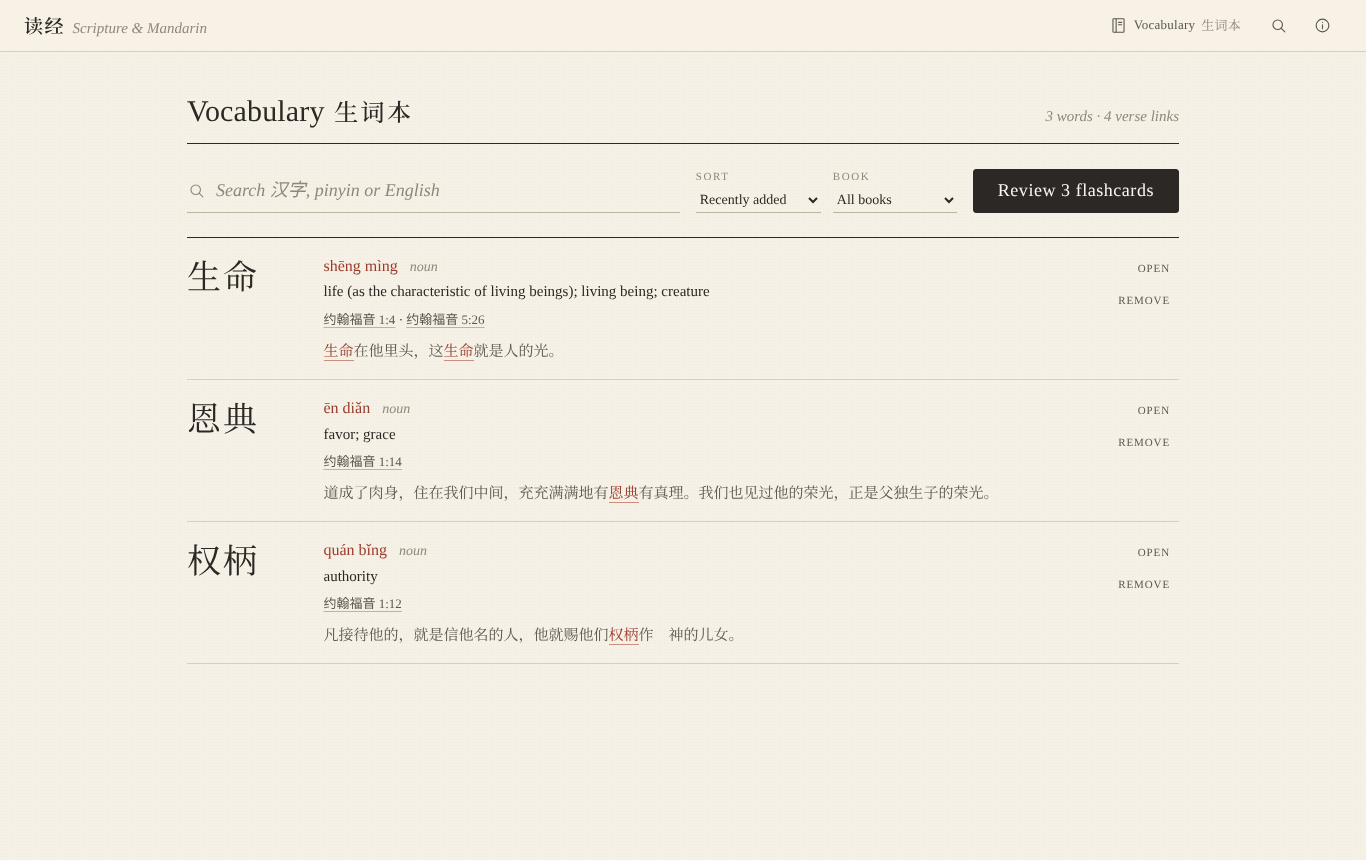 读经 Scripture & Mandarin
Vocabulary 生词本
Vocabulary 生词本
3 words · 4 verse links
Search 汉字, pinyin or English
SORT
Recently added
BOOK
All books
Review 3 flashcards
生命
shēng mìng noun
life (as the characteristic of living beings); living being; creature
约翰福音 1:4 · 约翰福音 5:26
生命在他里头，这生命就是人的光。
OPEN
REMOVE
恩典
ēn diǎn noun
favor; grace
约翰福音 1:14
道成了肉身，住在我们中间，充充满满地有恩典有真理。我们也见过他的荣光，正是父独生子的荣光。
OPEN
REMOVE
权柄
quán bǐng noun
authority
约翰福音 1:12
凡接待他的，就是信他名的人，他就赐他们权柄作　神的儿女。
OPEN
REMOVE